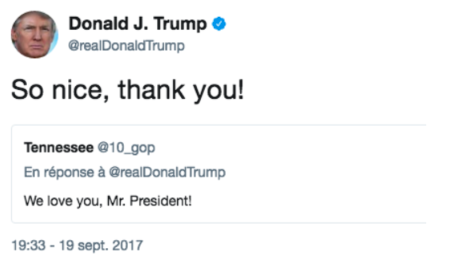 Donald J. Trump
@realDonaldTrump
So nice, thank you!
Tennessee @10_gop
En réponse à @realDonaldTrump
We love you, Mr. President!
19:33 - 19 sept. 2017